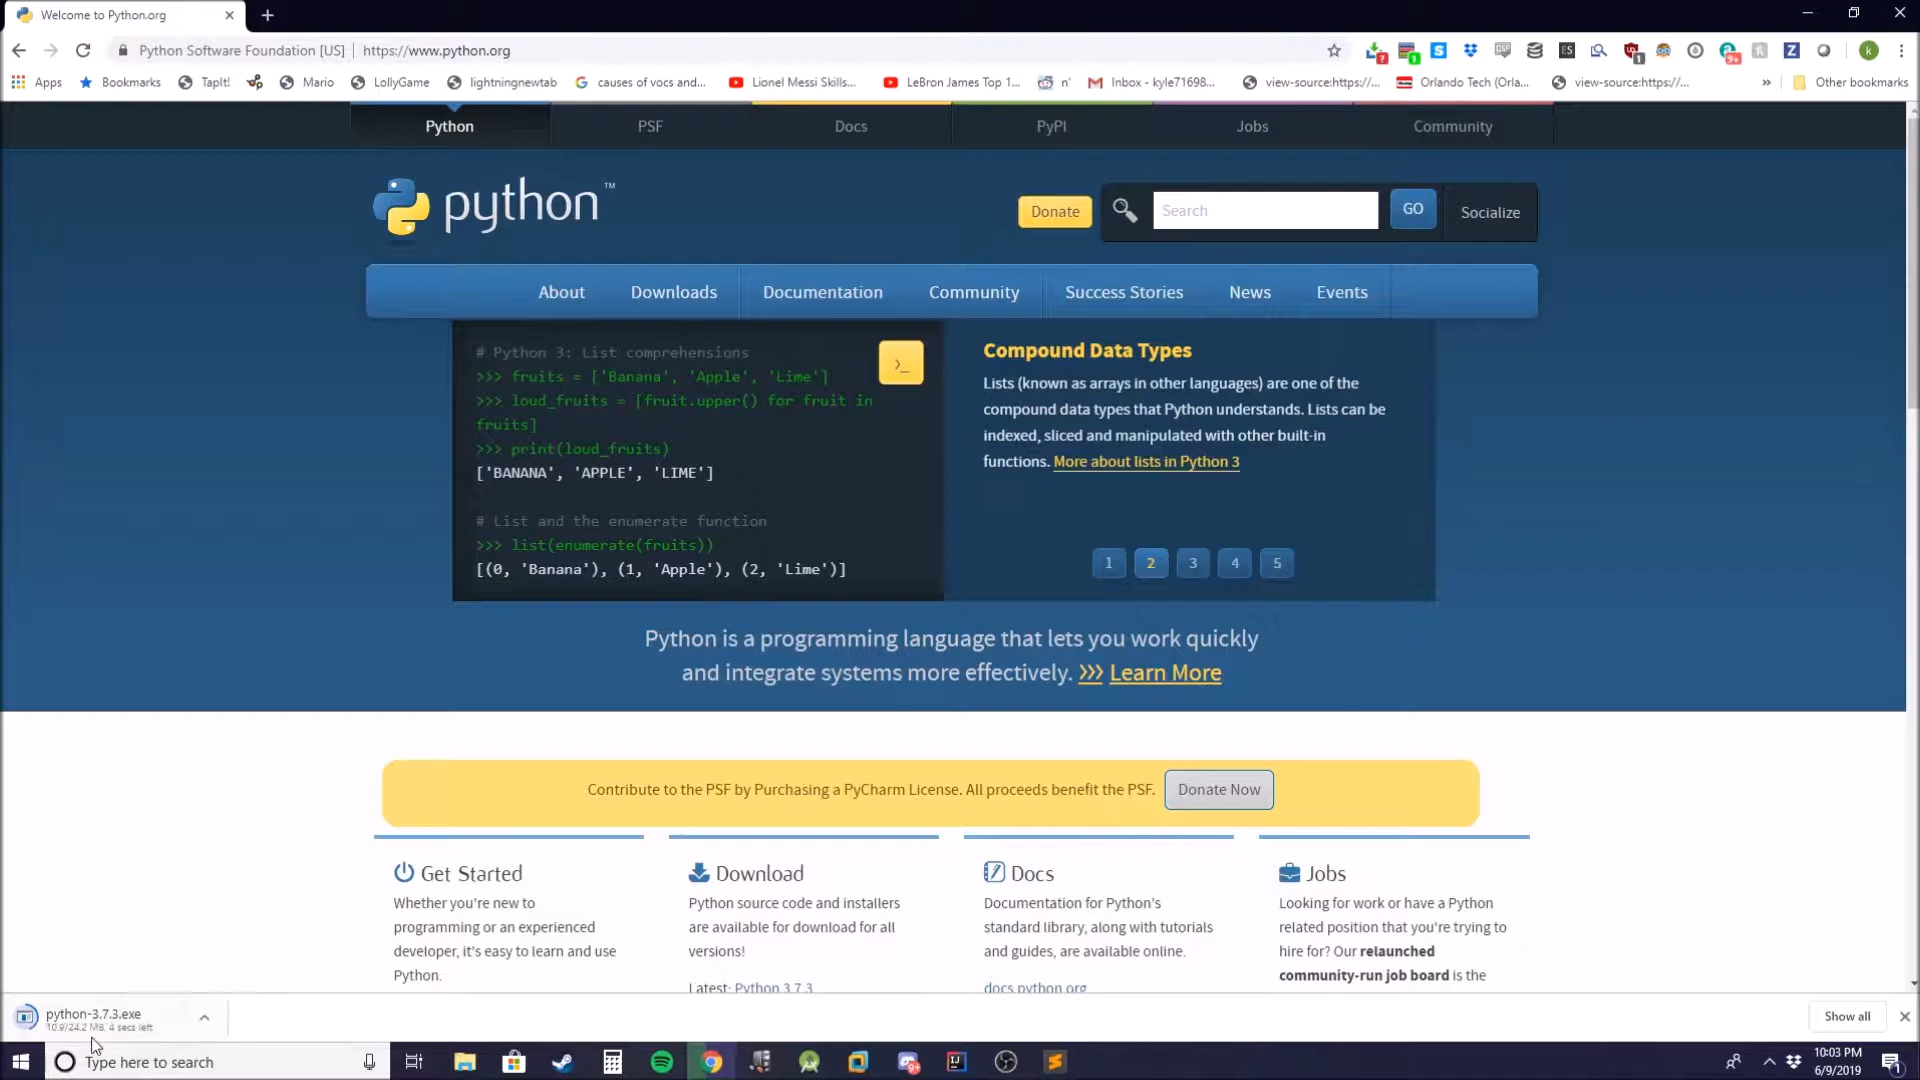 Welcome to Python.org
Python Software Foundation [US] | https://www.python.org
Apps Bookmarks TapIt! Mario LollyGame lightningnewtab causes of vocs and... Lionel Messi Skills... LeBron James Top 1... n' Inbox - kyle71698... view-source:https:/... Orlando Tech (Orla... view-source:https://... » Other bookmarks
Python PSF Docs PyPI Jobs Community
python™
Donate Search GO Socialize
About Downloads Documentation Community Success Stories News Events
# Python 3: List comprehensions
>>> fruits = ['Banana', 'Apple', 'Lime']
>>> loud_fruits = [fruit.upper() for fruit in
fruits]
>>> print(loud_fruits)
['BANANA', 'APPLE', 'LIME']
# List and the enumerate function
>>> list(enumerate(fruits))
[(0, 'Banana'), (1, 'Apple'), (2, 'Lime')]
>_
Compound Data Types
Lists (known as arrays in other languages) are one of the
compound data types that Python understands. Lists can be
indexed, sliced and manipulated with other built-in
functions. More about lists in Python 3
1 2 3 4 5
Python is a programming language that lets you work quickly
and integrate systems more effectively. >>> Learn More
Contribute to the PSF by Purchasing a PyCharm License. All proceeds benefit the PSF. Donate Now
Get Started
Whether you're new to
programming or an experienced
developer, it's easy to learn and use
Python.
Download
Python source code and installers
are available for download for all
versions!
Latest: Python 3.7.3
Docs
Documentation for Python's
standard library, along with tutorials
and guides, are available online.
docs.python.org
Jobs
Looking for work or have a Python
related position that you're trying to
hire for? Our relaunched
community-run job board is the
python-3.7.3.exe
10.9/24.2 MB, 4 secs left
Show all
Type here to search
10:03 PM
6/9/2019